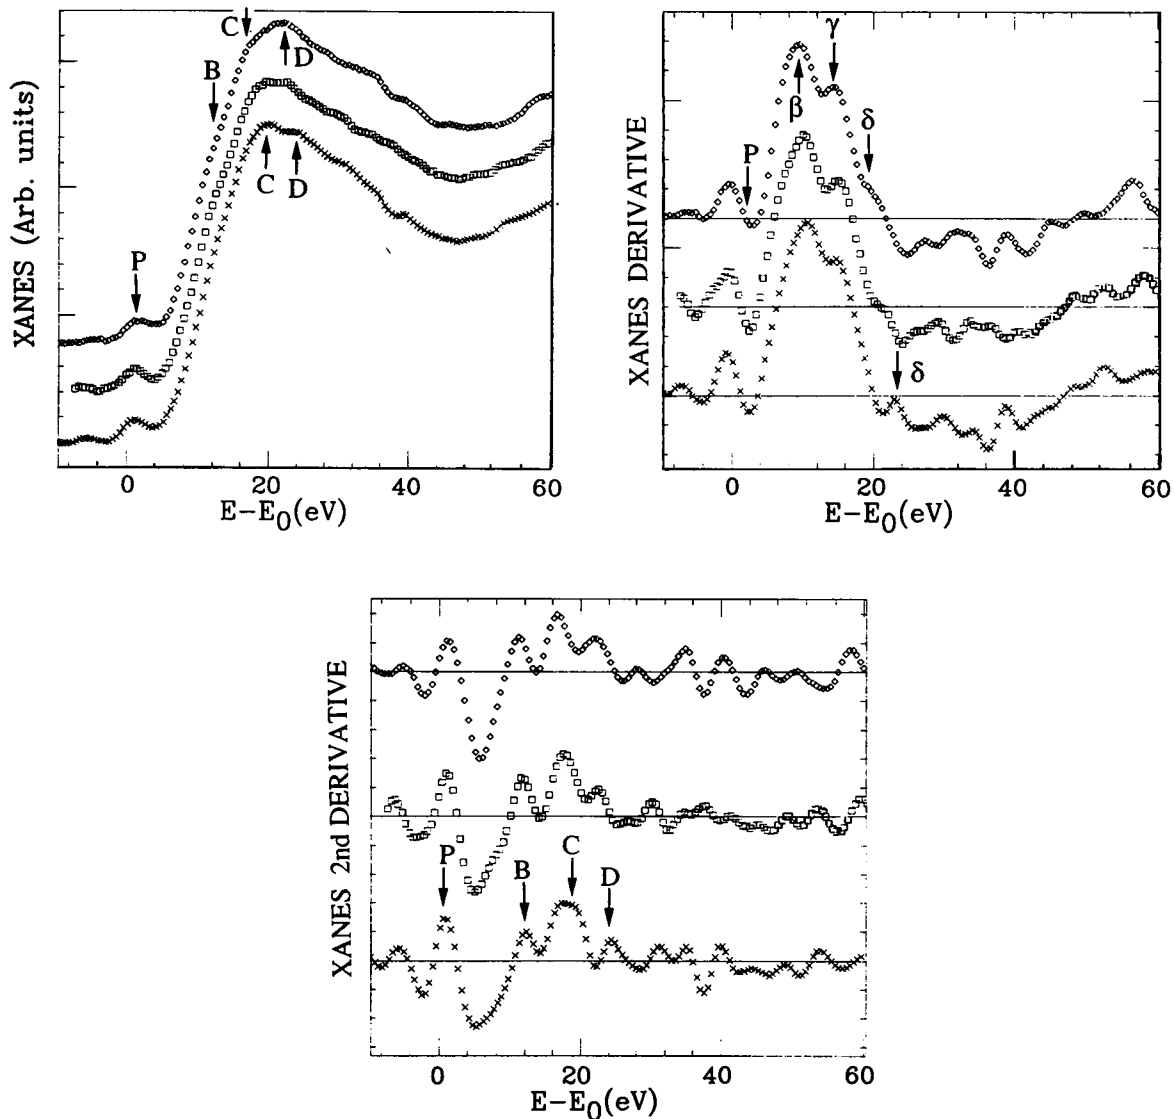 XANES (Arb. units)
C
D
B
C
D
P
0
20
40
60
E-E0(eV)
XANES DERIVATIVE
γ
β
δ
P
δ
0
20
40
60
E-E0(eV)
XANES 2nd DERIVATIVE
P
B
C
D
0
20
40
60
E-E0(eV)